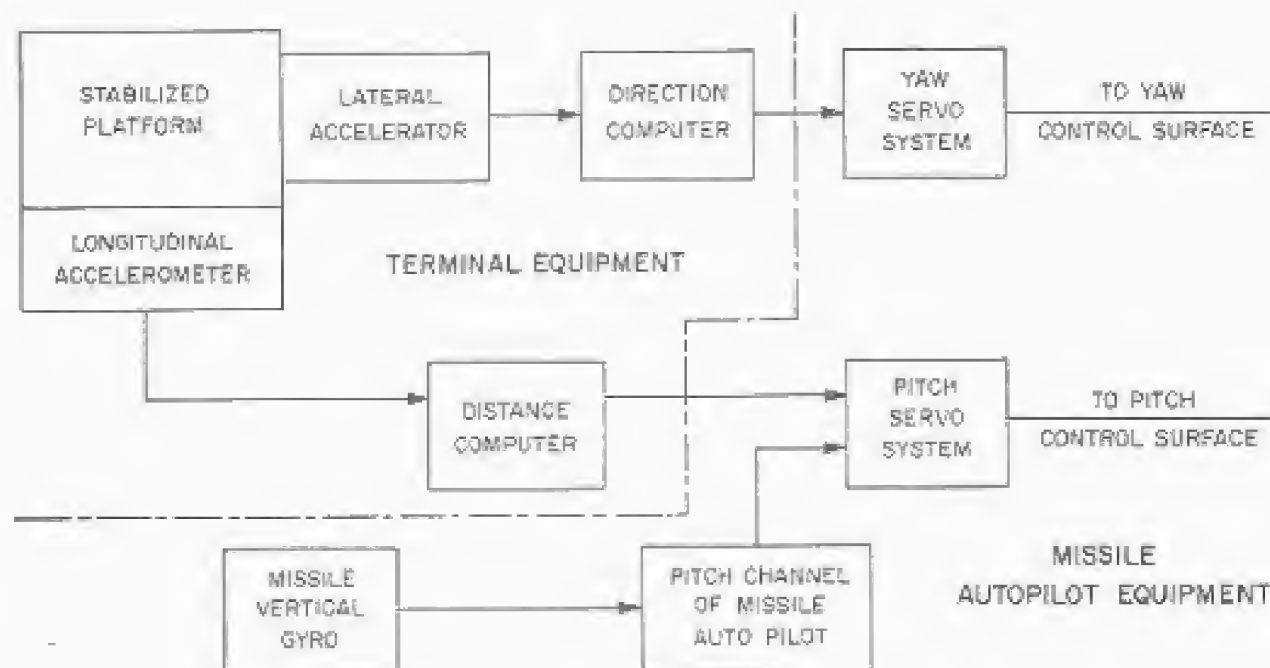 STABILIZED
PLATFORM
LATERAL
ACCELERATOR
DIRECTION
COMPUTER
YAW
SERVO
SYSTEM
TO YAW
CONTROL SURFACE
LONGITUDINAL
ACCELEROMETER
TERMINAL EQUIPMENT
DISTANCE
COMPUTER
PITCH
SERVO
SYSTEM
TO PITCH
CONTROL SURFACE
MISSILE
VERTICAL
GYRO
PITCH CHANNEL
OF MISSILE
AUTO PILOT
MISSILE
AUTOPILOT EQUIPMENT